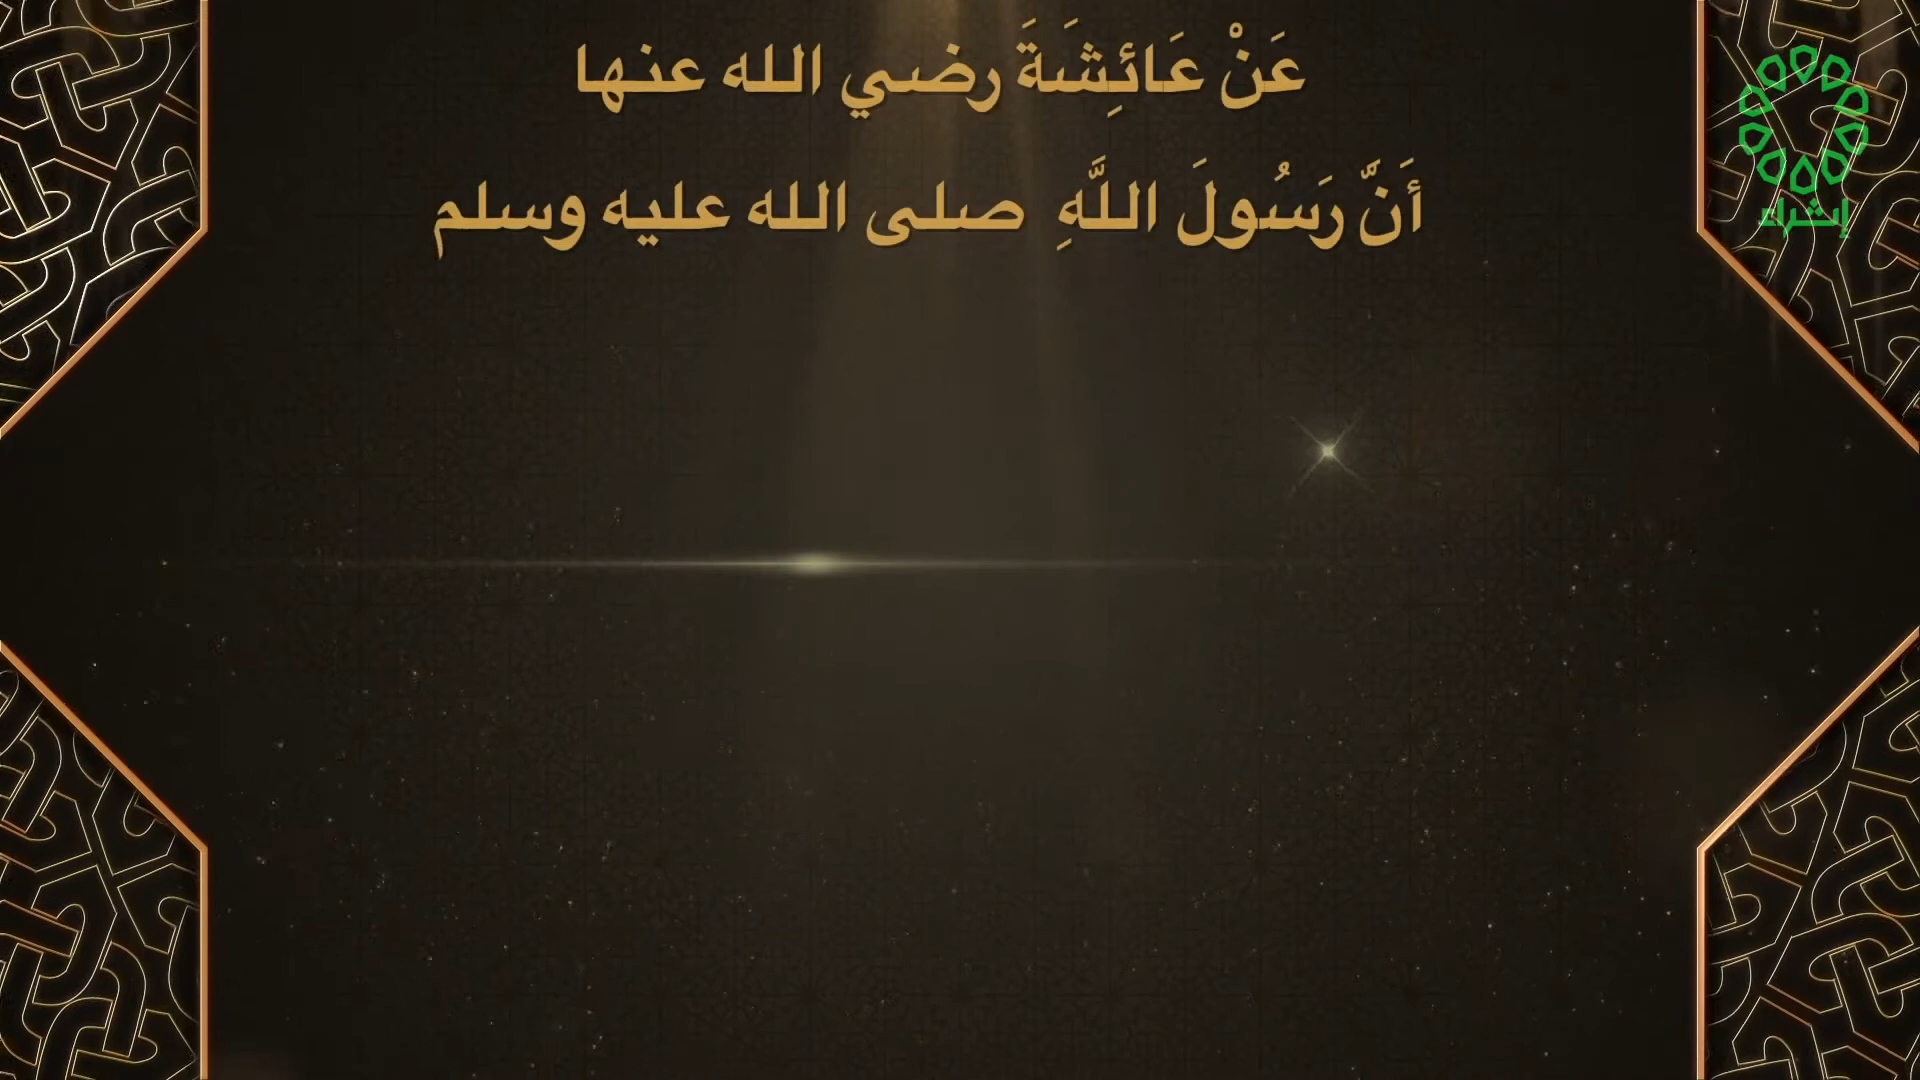 عَنْ عَائِشَةَ رضي الله عنها
أَنّ رَسُولَ اللَّهِ صلى الله عليه وسلم
إثراء